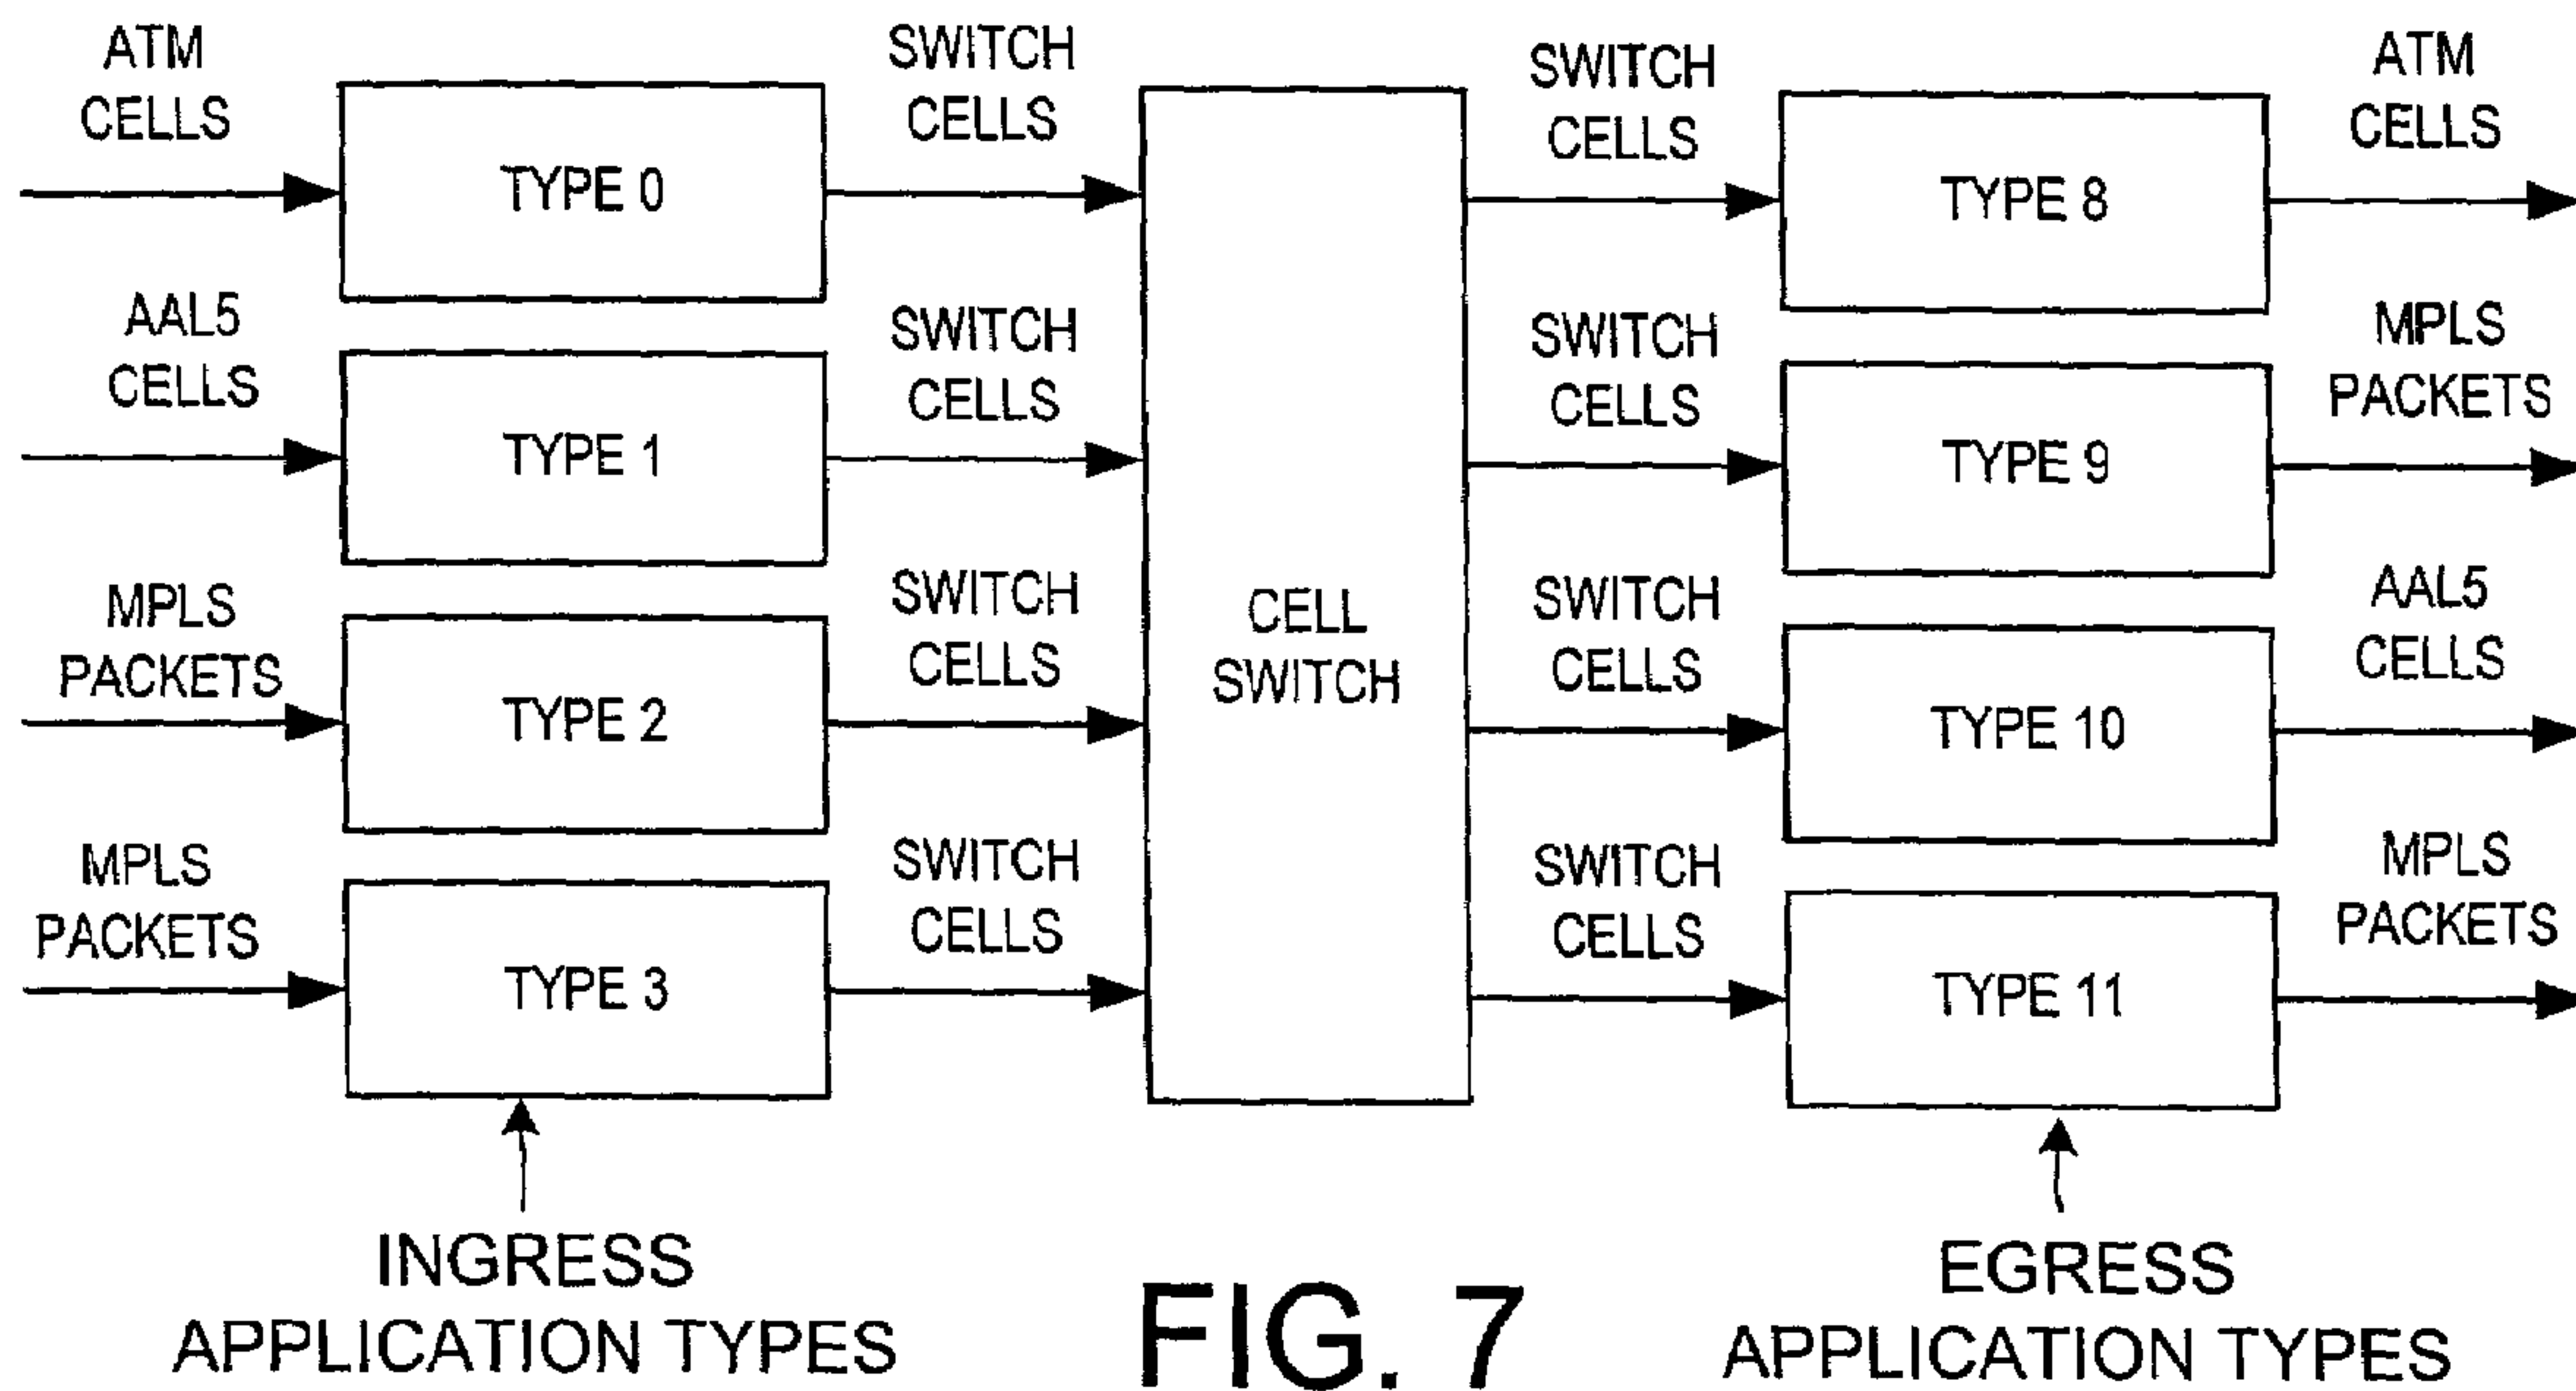 ATM
CELLS
SWITCH
CELLS
SWITCH
CELLS
ATM
CELLS
TYPE 0
TYPE 8
AAL5
CELLS
SWITCH
CELLS
SWITCH
CELLS
MPLS
PACKETS
TYPE 1
TYPE 9
MPLS
PACKETS
SWITCH
CELLS
CELL
SWITCH
SWITCH
CELLS
AAL5
CELLS
TYPE 2
TYPE 10
MPLS
PACKETS
SWITCH
CELLS
SWITCH
CELLS
MPLS
PACKETS
TYPE 3
TYPE 11
INGRESS
APPLICATION TYPES
FIG. 7
EGRESS
APPLICATION TYPES